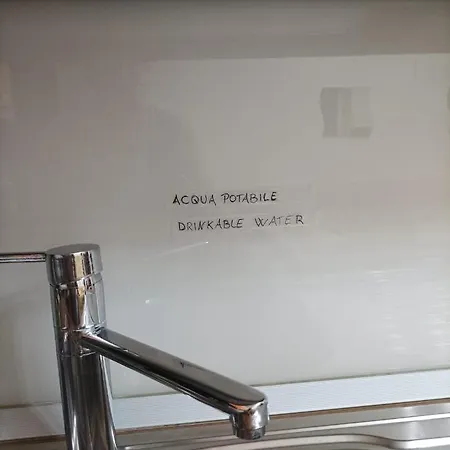 ACQUA POTABILE
DRINKABLE WATER